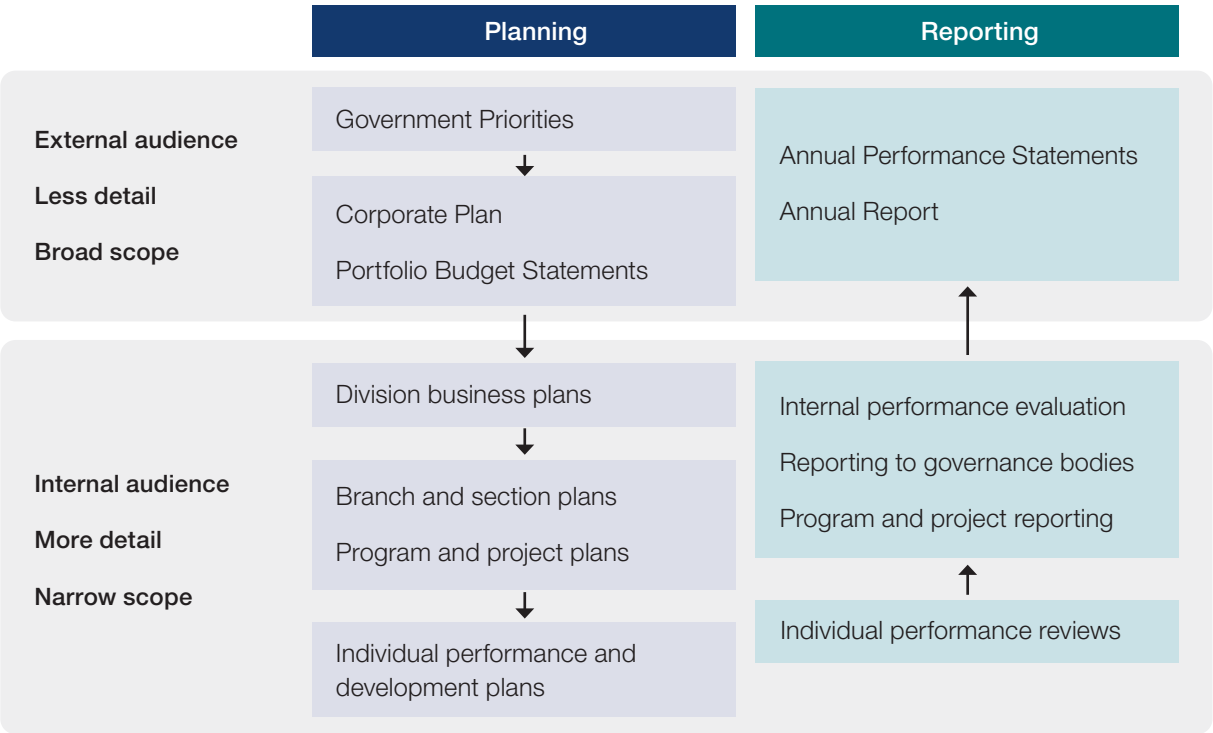 Planning
Reporting
External audience
Less detail
Broad scope
Government Priorities
Corporate Plan
Portfolio Budget Statements
Annual Performance Statements
Annual Report
Internal audience
More detail
Narrow scope
Division business plans
Branch and section plans
Program and project plans
Individual performance and
development plans
Internal performance evaluation
Reporting to governance bodies
Program and project reporting
Individual performance reviews